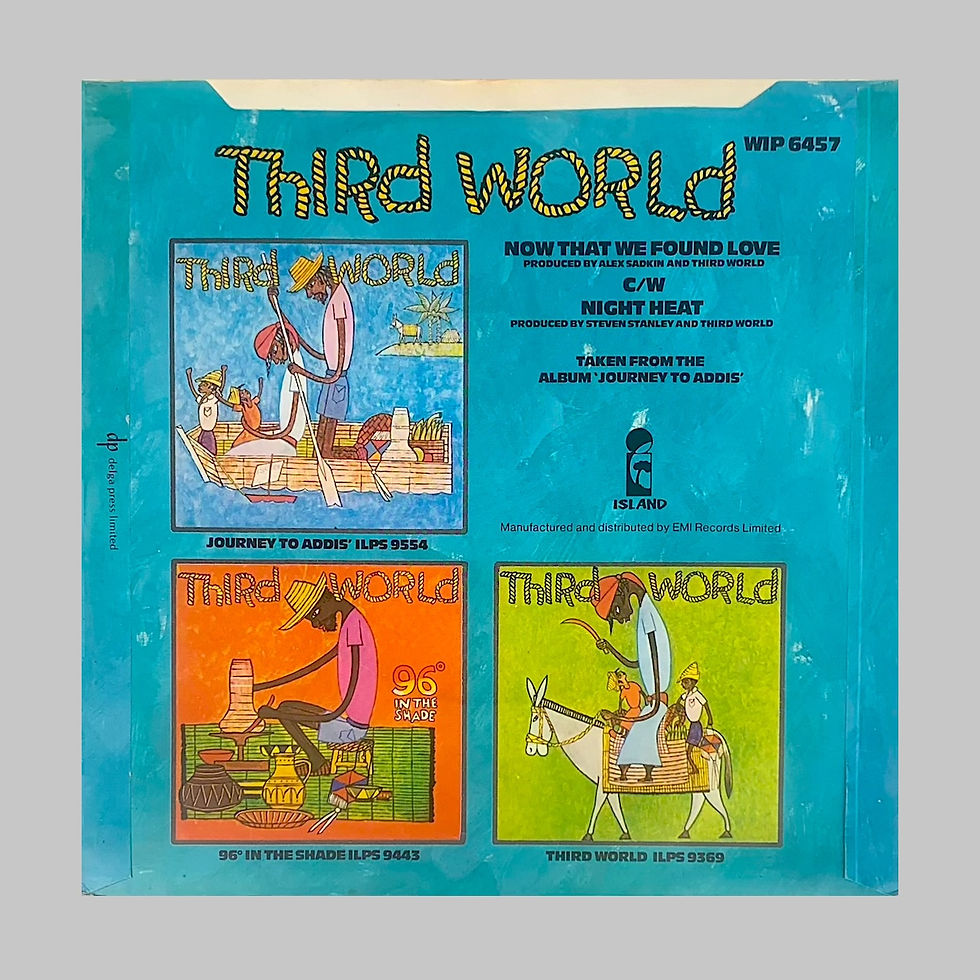 THIRD WORLD
WIP 6457
THIRD WORLD
NOW THAT WE FOUND LOVE
PRODUCED BY ALEX SADKIN AND THIRD WORLD
C/W
NIGHT HEAT
PRODUCED BY STEVEN STANLEY AND THIRD WORLD
TAKEN FROM THE
ALBUM 'JOURNEY TO ADDIS'
ISLAND
Manufactured and distributed by EMI Records Limited
JOURNEY TO ADDIS' ILPS 9554
dp delga press limited
THIRD WORLD
96°
IN THE
SHADE
96° IN THE SHADE ILPS 9443
THIRD WORLD
THIRD WORLD ILPS 9369